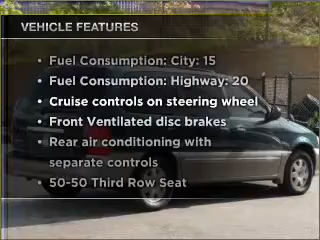 VEHICLE FEATURES
• Fuel Consumption: City: 15
• Fuel Consumption: Highway: 20
• Cruise controls on steering wheel
• Front Ventilated disc brakes
• Rear air conditioning with
separate controls
• 50-50 Third Row Seat